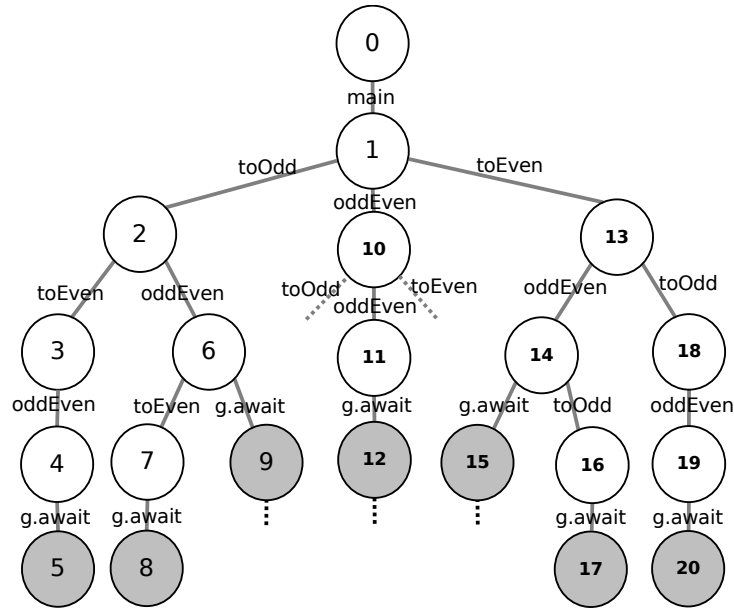 0
main
1
toOdd
toEven
oddEven
2
10
13
toEven
oddEven
toOdd
toEven
oddEven
oddEven
toOdd
3
6
11
14
18
oddEven
toEven
g.await
g.await
g.await
toOdd
oddEven
4
7
9
12
15
16
19
g.await
g.await
g.await
g.await
5
8
17
20